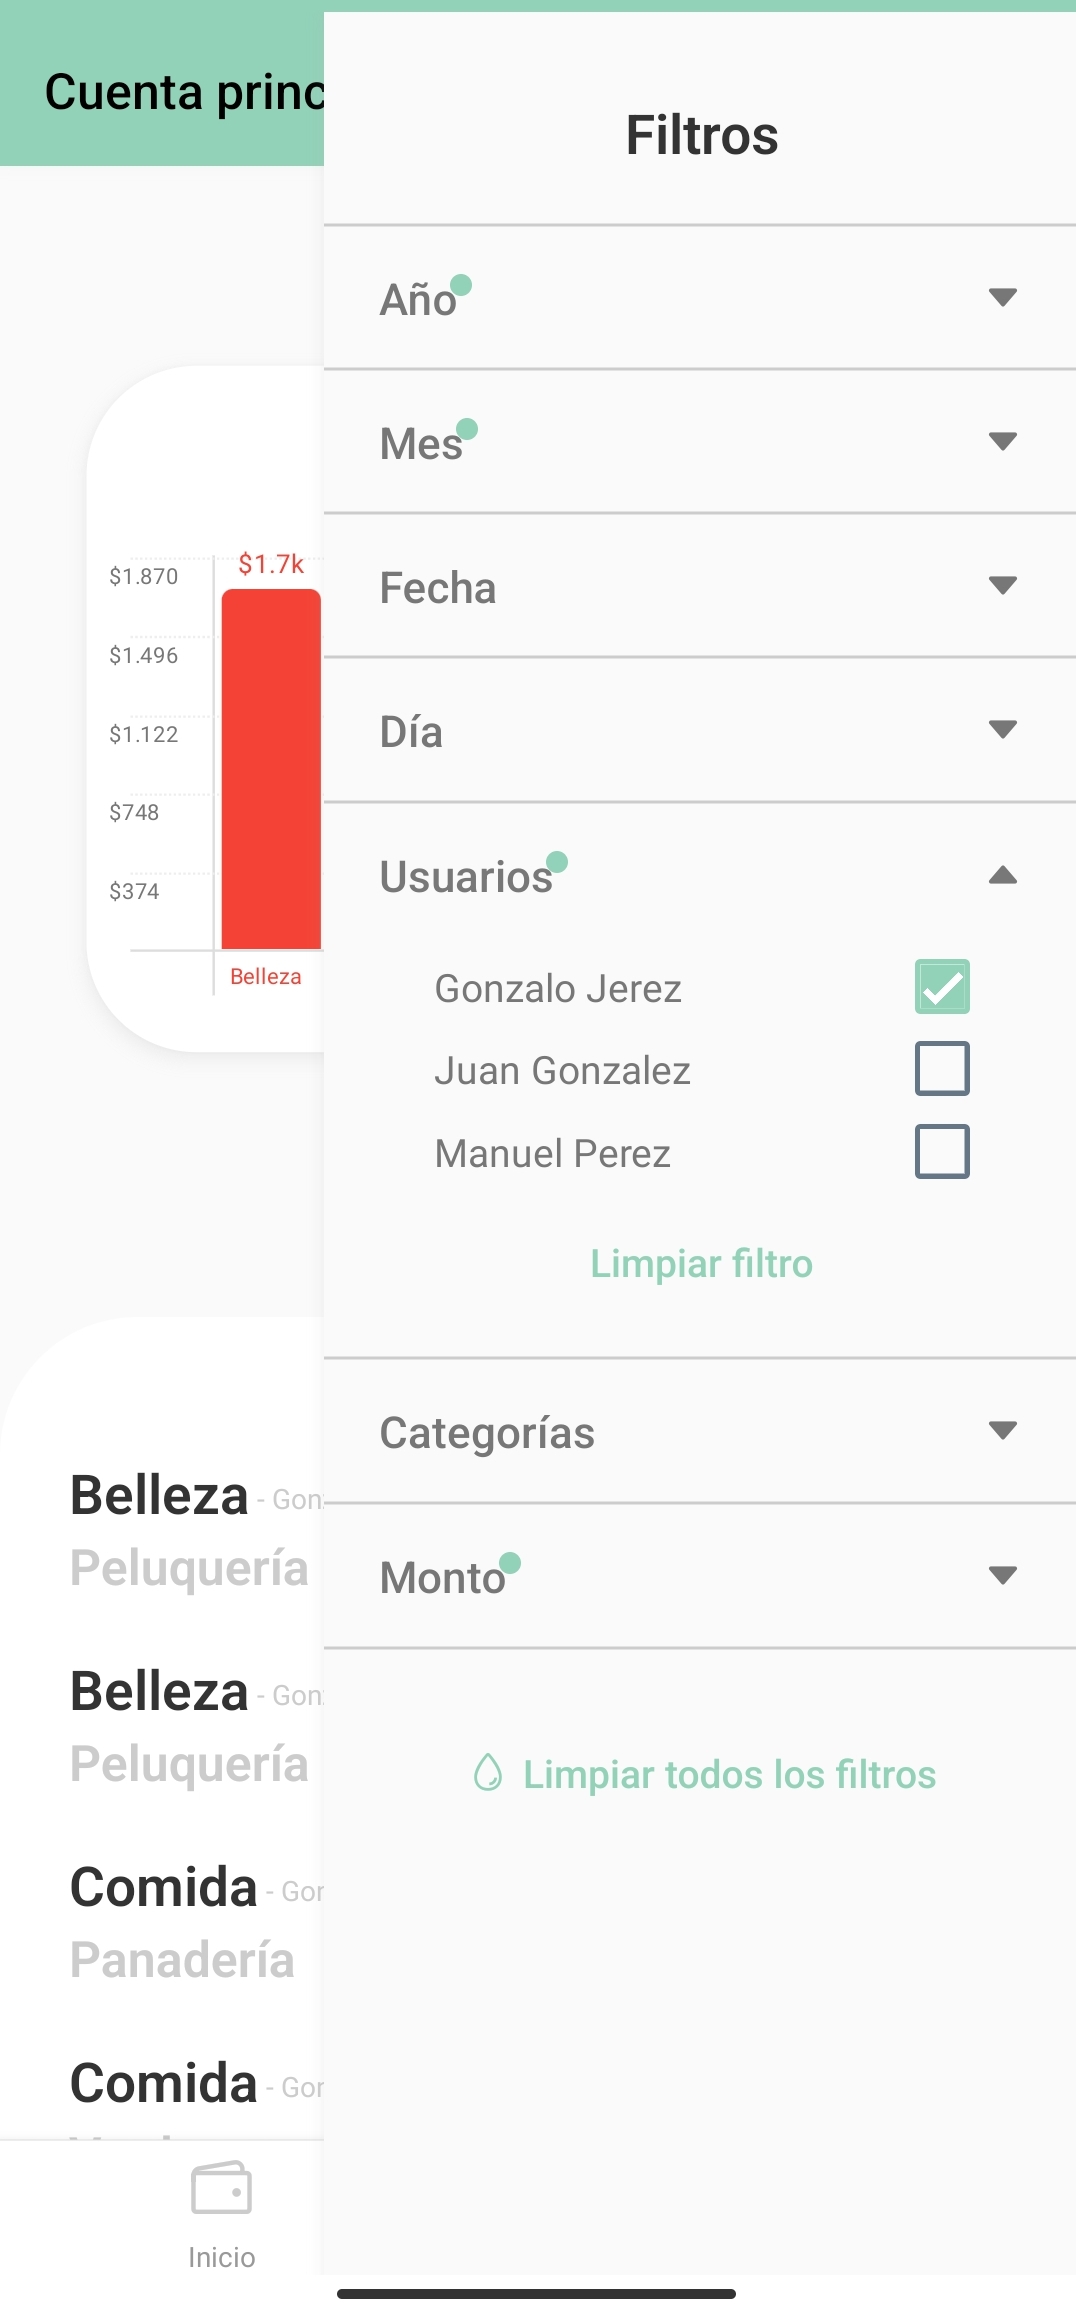 Cuenta princ
Filtros
Año
Mes
Fecha
Día
Usuarios
Gonzalo Jerez
Juan Gonzalez
Manuel Perez
Limpiar filtro
Categorías
Monto
Limpiar todos los filtros
$1.7k
$1.870
$1.496
$1.122
$748
$374
Belleza
Belleza - Gon
Peluquería
Belleza - Gon
Peluquería
Comida - Gon
Panadería
Comida - Gon
Inicio